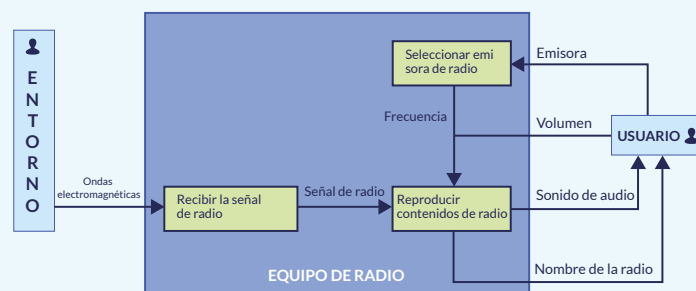 ENTORNO
Ondas
electromagnéticas
Recibir la señal
de radio
Señal de radio
Seleccionar emi
sora de radio
Frecuencia
Reproducir
contenidos de radio
Emisora
Volumen
USUARIO
Sonido de audio
Nombre de la radio
EQUIPO DE RADIO